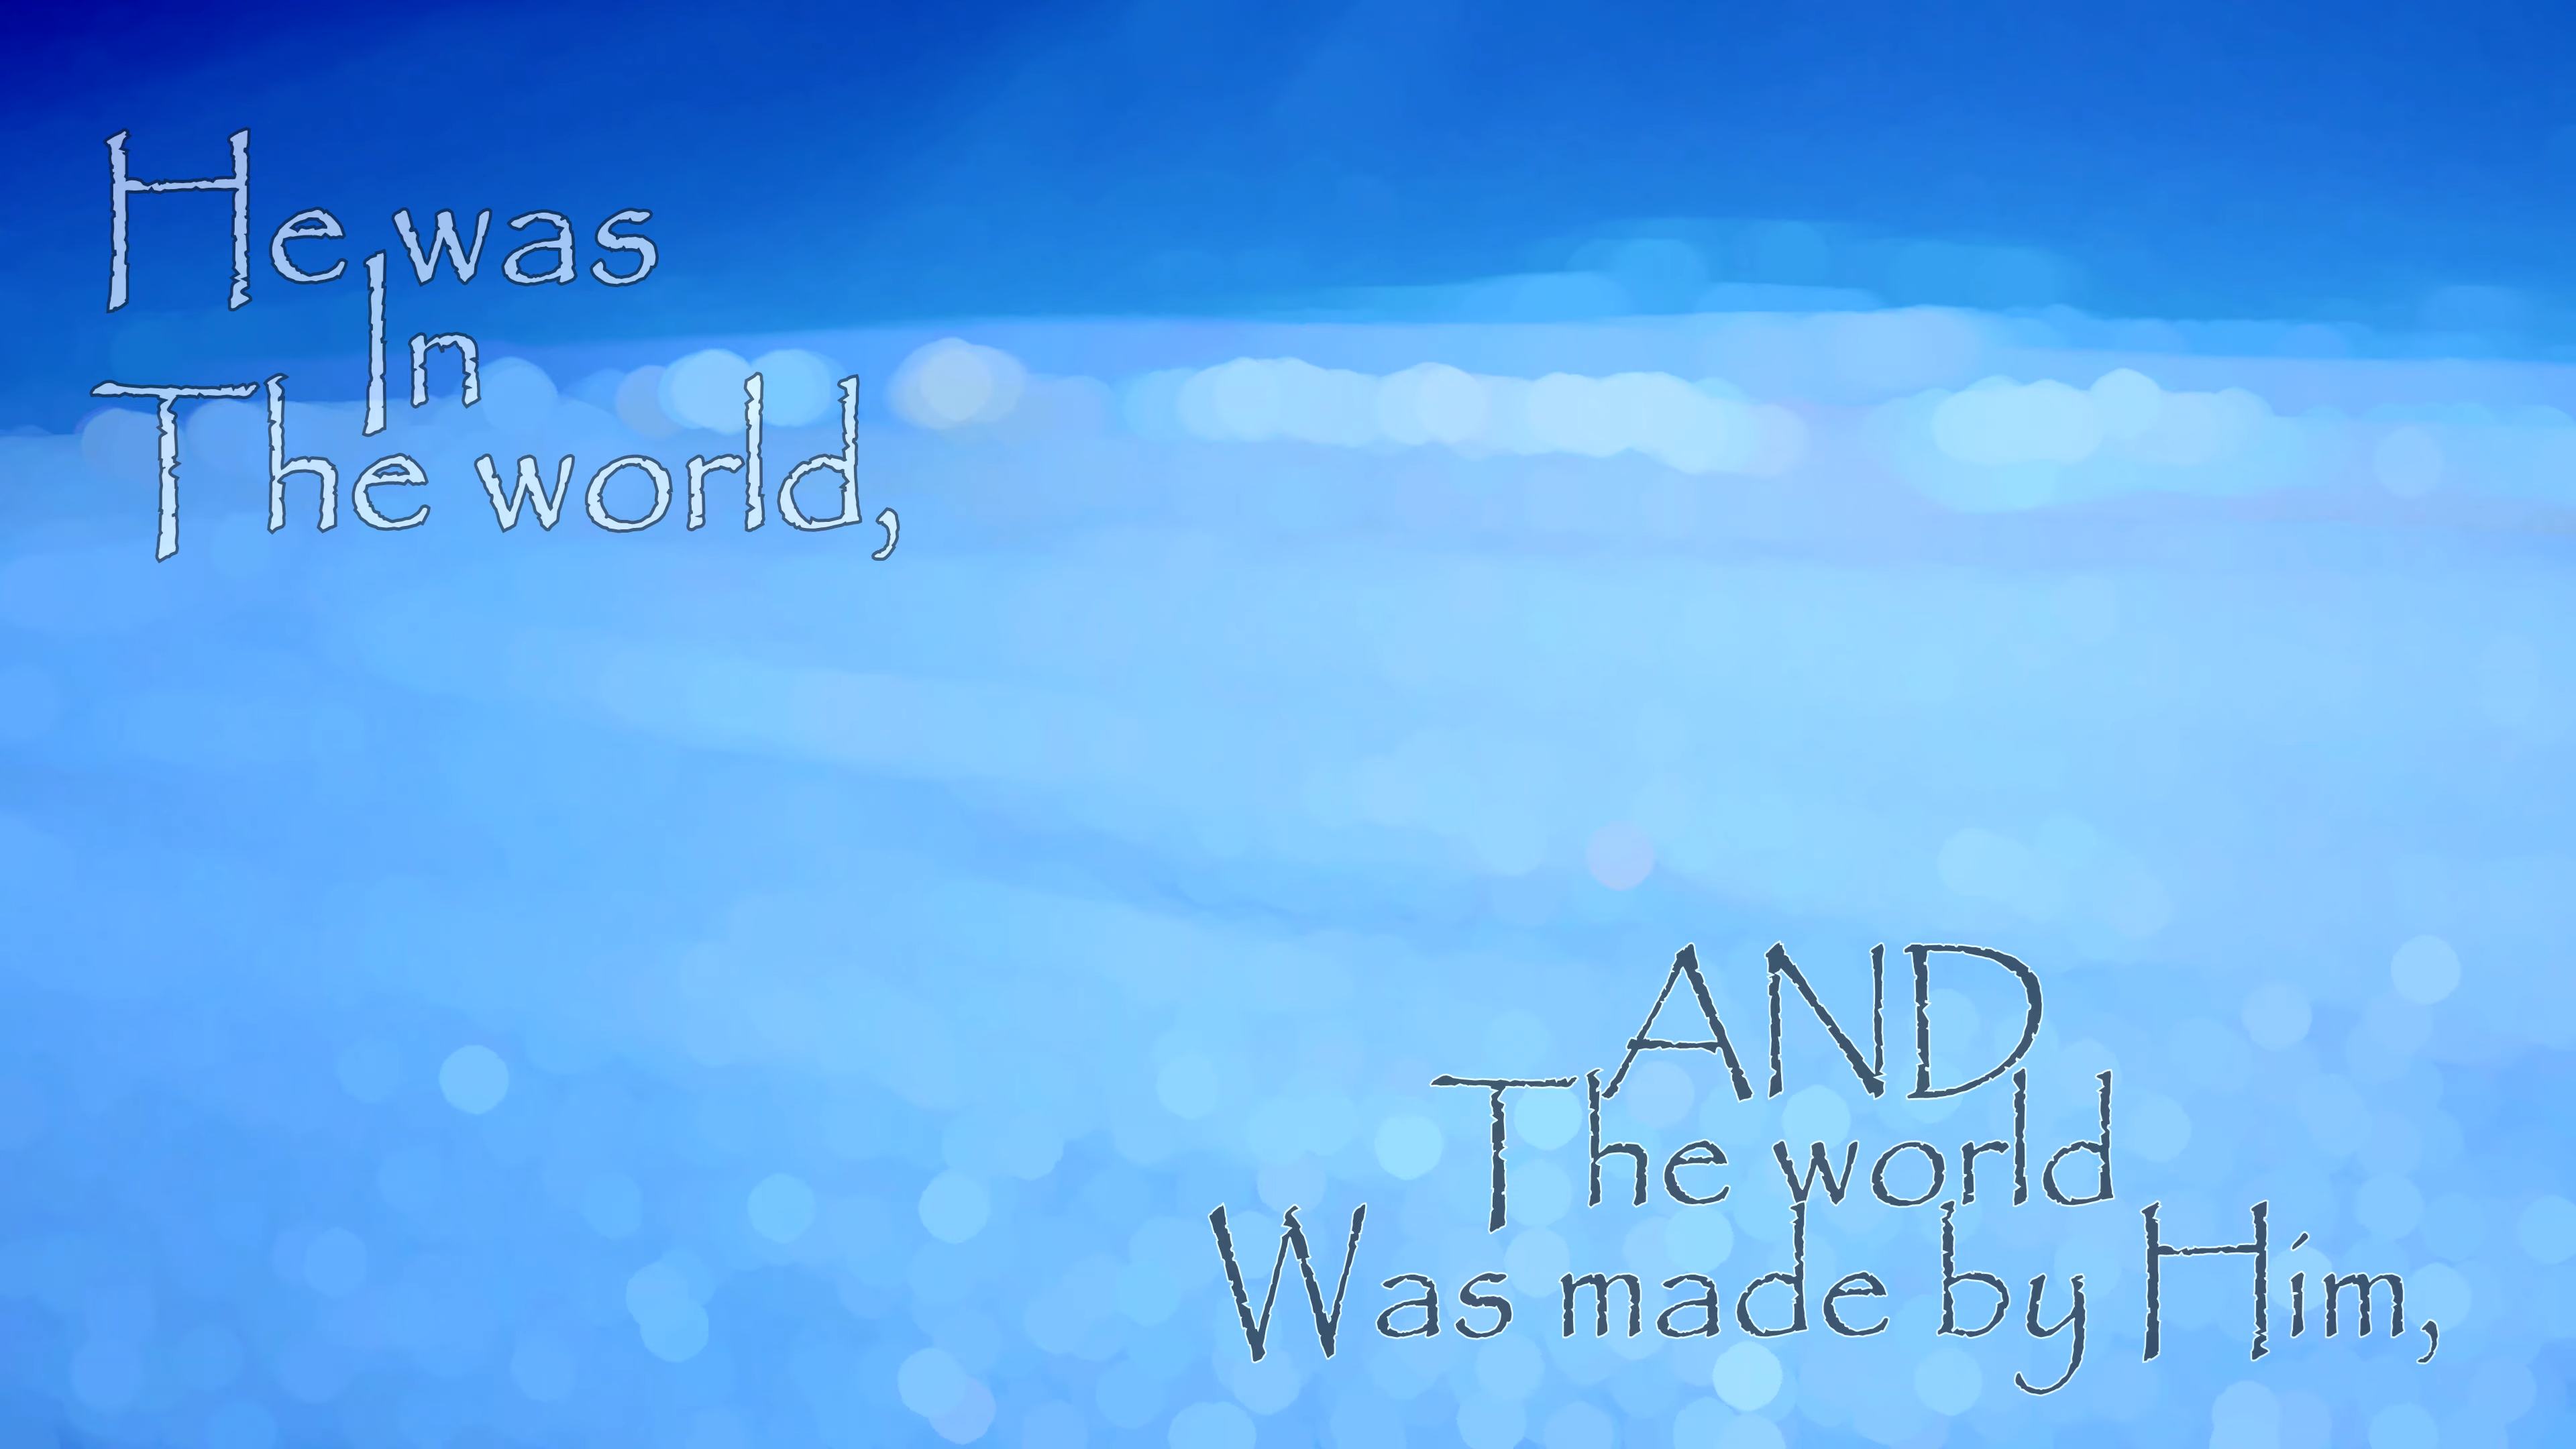 He was
In
The world,
AND
The world
Was made by Him,